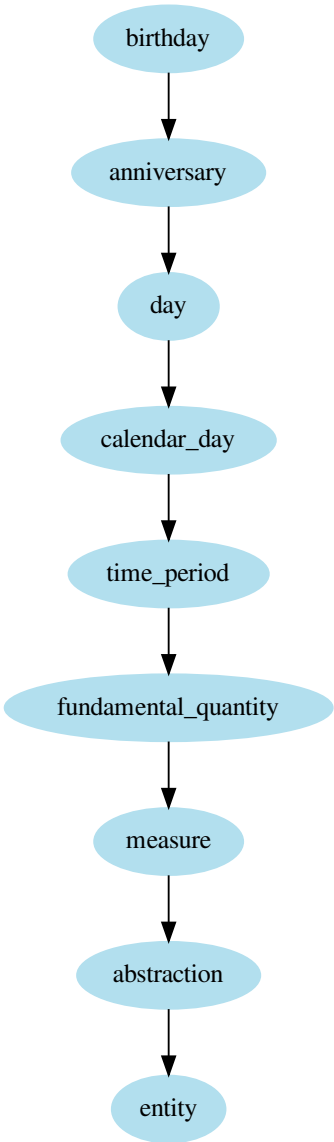 birthday
anniversary
day
calendar_day
time_period
fundamental_quantity
measure
abstraction
entity